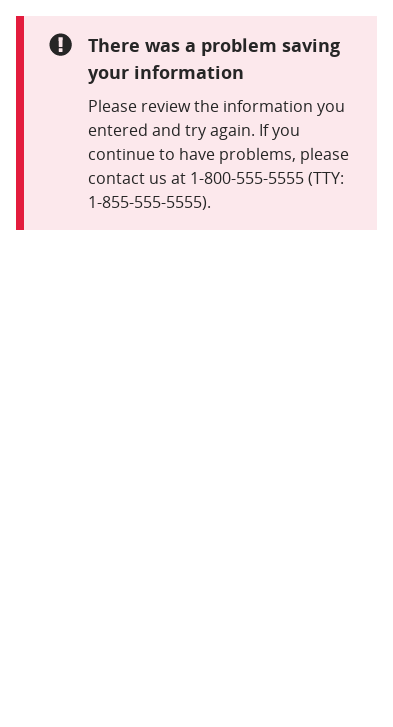 There was a problem saving
your information
Please review the information you
entered and try again. If you
continue to have problems, please
contact us at 1-800-555-5555 (TTY:
1-855-555-5555).